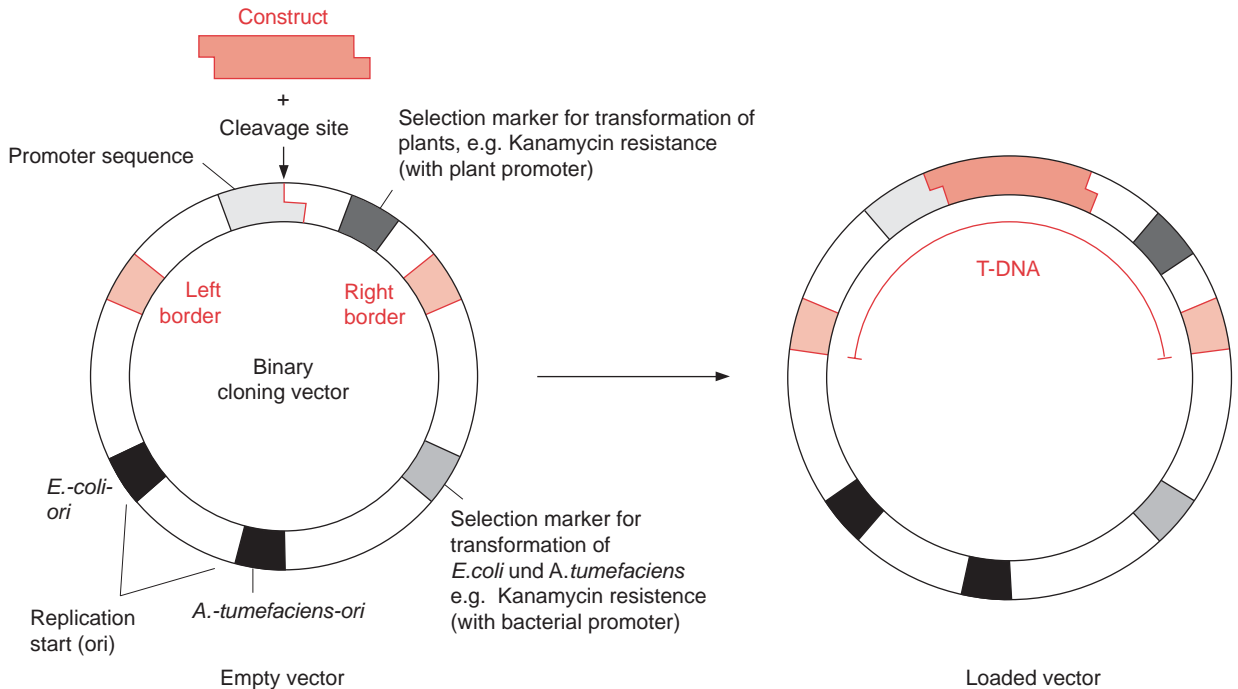 Construct
+
Cleavage site
Promoter sequence
Selection marker for transformation of
plants, e.g. Kanamycin resistance
(with plant promoter)
Left
border
Right
border
Binary
cloning vector
E.-coli-
ori
Replication
start (ori)
A.-tumefaciens-ori
Selection marker for
transformation of
E.coli und A.tumefaciens
e.g. Kanamycin resistence
(with bacterial promoter)
Empty vector
T-DNA
Loaded vector